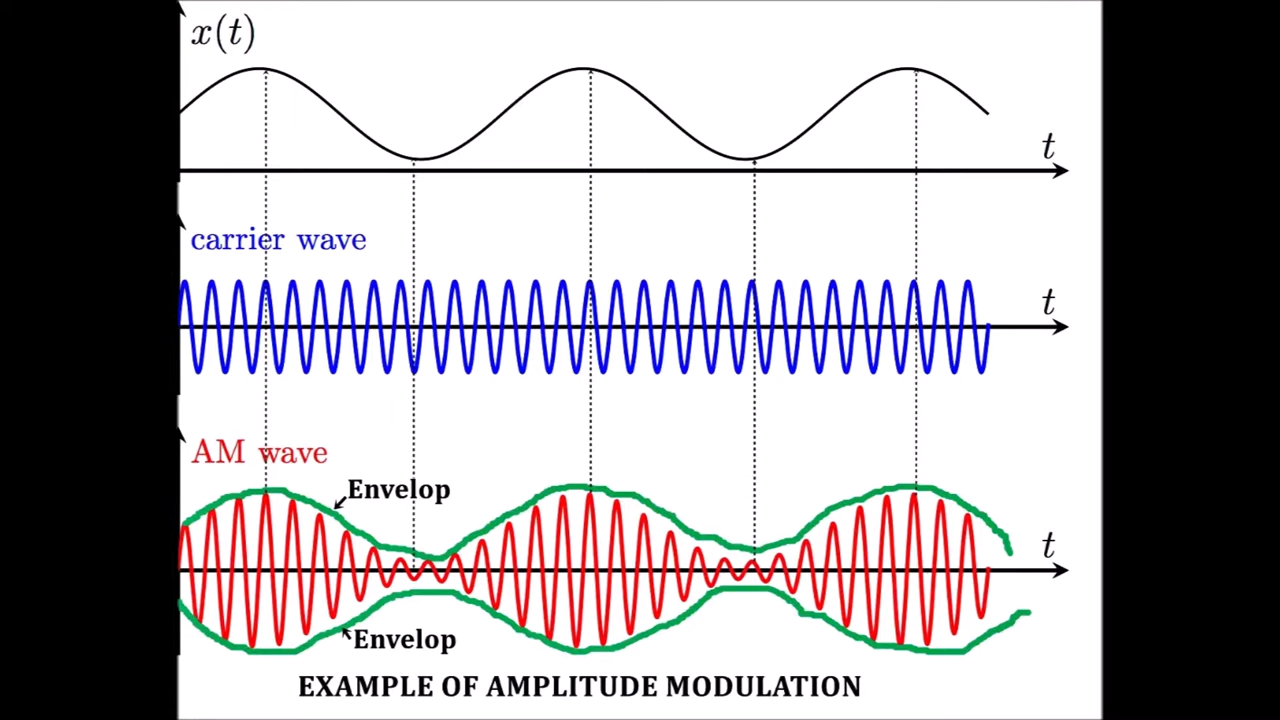 x(t)
t
carrier wave
t
AM wave
Envelop
t
Envelop
EXAMPLE OF AMPLITUDE MODULATION